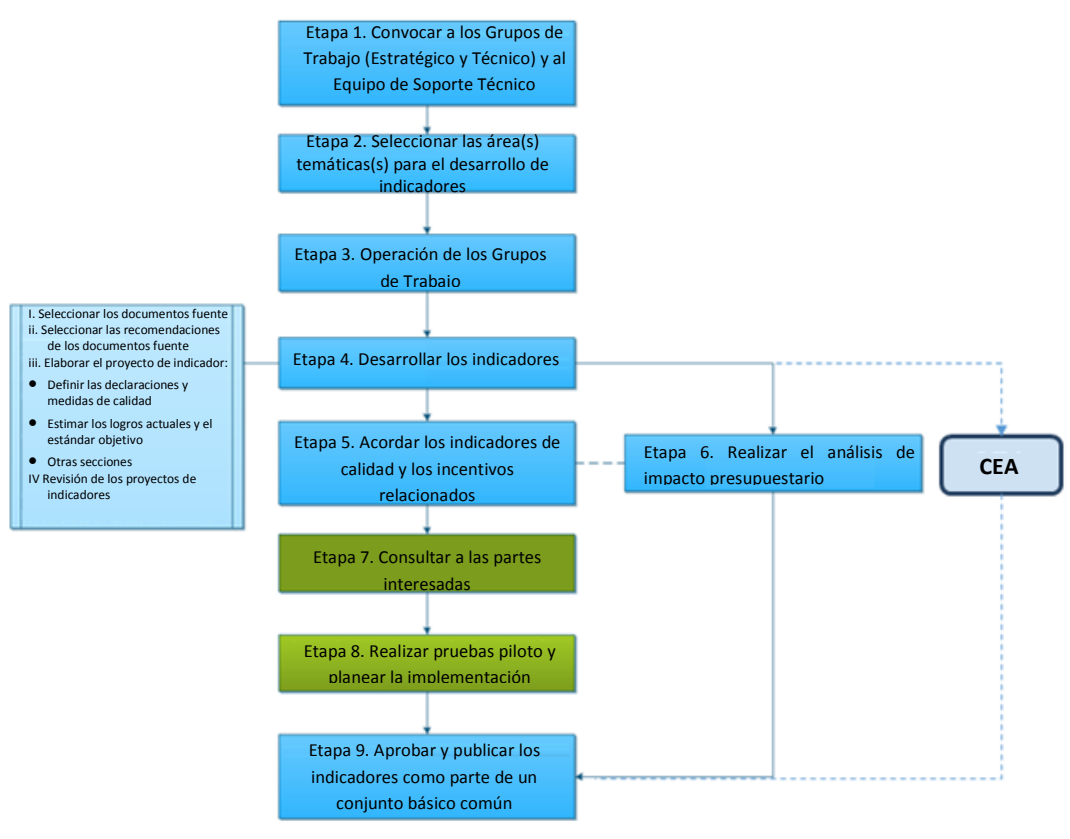 Etapa 1. Convocar a los Grupos de
Trabajo (Estratégico y Técnico) y al
Equipo de Soporte Técnico
Etapa 2. Seleccionar las área(s)
temáticas(s) para el desarrollo de
indicadores
Etapa 3. Operación de los Grupos
de Trabajo
I. Seleccionar los documentos fuente
ii. Seleccionar las recomendaciones
de los documentos fuente
iii. Elaborar el proyecto de indicador:
● Definir las declaraciones y
medidas de calidad
● Estimar los logros actuales y el
estándar objetivo
● Otras secciones
IV Revisión de los proyectos de
indicadores
Etapa 4. Desarrollar los indicadores
Etapa 5. Acordar los indicadores de
calidad y los incentivos
relacionados
Etapa 6. Realizar el análisis de
impacto presupuestario
CEA
Etapa 7. Consultar a las partes
interesadas
Etapa 8. Realizar pruebas piloto y
planear la implementación
Etapa 9. Aprobar y publicar los
indicadores como parte de un
conjunto básico común